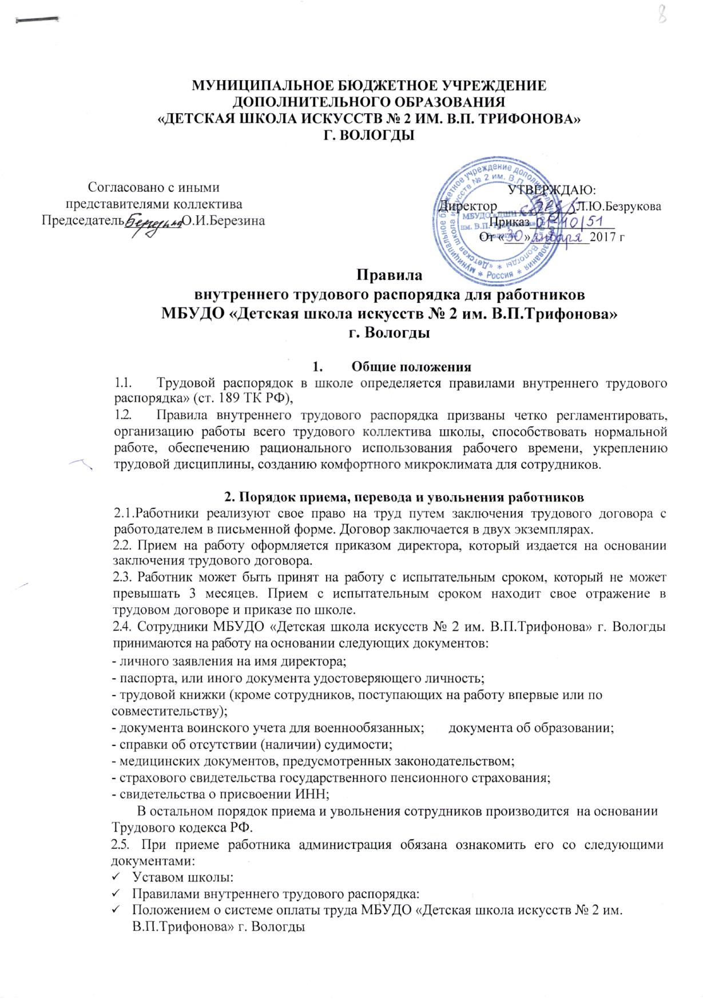 8
МУНИЦИПАЛЬНОЕ БЮДЖЕТНОЕ УЧРЕЖДЕНИЕ
ДОПОЛНИТЕЛЬНОГО ОБРАЗОВАНИЯ
«ДЕТСКАЯ ШКОЛА ИСКУССТВ № 2 ИМ. В.П. ТРИФОНОВА»
Г. ВОЛОГДЫ
Согласовано с иными
представителями коллектива
Председатель Березина О.И.Березина
УТВЕРЖДАЮ:
Директор Л.Ю.Безрукова
Приказ 01-10/51
От «30» января 2017 г
Правила
внутреннего трудового распорядка для работников
МБУДО «Детская школа искусств № 2 им. В.П.Трифонова»
г. Вологды
1. Общие положения
1.1. Трудовой распорядок в школе определяется правилами внутреннего трудового
распорядка» (ст. 189 ТК РФ),
1.2. Правила внутреннего трудового распорядка призваны четко регламентировать,
организацию работы всего трудового коллектива школы, способствовать нормальной
работе, обеспечению рационального использования рабочего времени, укреплению
трудовой дисциплины, созданию комфортного микроклимата для сотрудников.
2. Порядок приема, перевода и увольнения работников
2.1.Работники реализуют свое право на труд путем заключения трудового договора с
работодателем в письменной форме. Договор заключается в двух экземплярах.
2.2. Прием на работу оформляется приказом директора, который издается на основании
заключения трудового договора.
2.3. Работник может быть принят на работу с испытательным сроком, который не может
превышать 3 месяцев. Прием с испытательным сроком находит свое отражение в
трудовом договоре и приказе по школе.
2.4. Сотрудники МБУДО «Детская школа искусств № 2 им. В.П.Трифонова» г. Вологды
принимаются на работу на основании следующих документов:
- личного заявления на имя директора;
- паспорта, или иного документа удостоверяющего личность;
- трудовой книжки (кроме сотрудников, поступающих на работу впервые или по
совместительству);
- документа воинского учета для военнообязанных; документа об образовании;
- справки об отсутствии (наличии) судимости;
- медицинских документов, предусмотренных законодательством;
- страхового свидетельства государственного пенсионного страхования;
- свидетельства о присвоении ИНН;
В остальном порядок приема и увольнения сотрудников производится на основании
Трудового кодекса РФ.
2.5. При приеме работника администрация обязана ознакомить его со следующими
документами:
✓ Уставом школы:
✓ Правилами внутреннего трудового распорядка:
✓ Положением о системе оплаты труда МБУДО «Детская школа искусств № 2 им.
В.П.Трифонова» г. Вологды